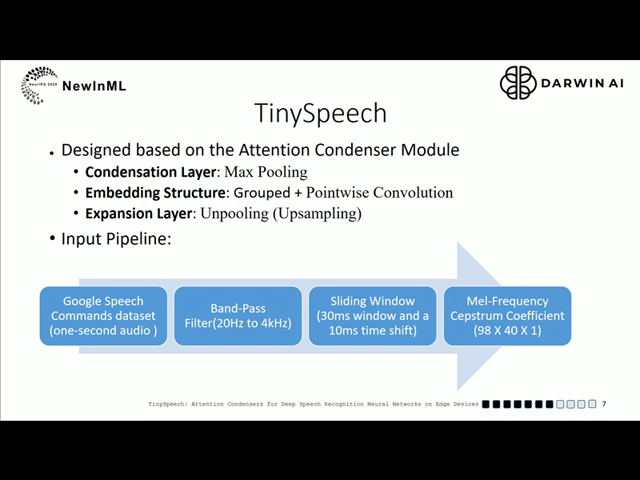 NeurIPS 2020
NewInML
DARWIN AI
TinySpeech
• Designed based on the Attention Condenser Module
• Condensation Layer: Max Pooling
• Embedding Structure: Grouped + Pointwise Convolution
• Expansion Layer: Unpooling (Upsampling)
• Input Pipeline:
Google Speech
Commands dataset
(one-second audio )
Band-Pass
Filter(20Hz to 4kHz)
Sliding Window
(30ms window and a
10ms time shift)
Mel-Frequency
Cepstrum Coefficient
(98 X 40 X 1)
TinySpeech: Attention Condensers for Deep Speech Recognition Neural Networks on Edge Devices
7